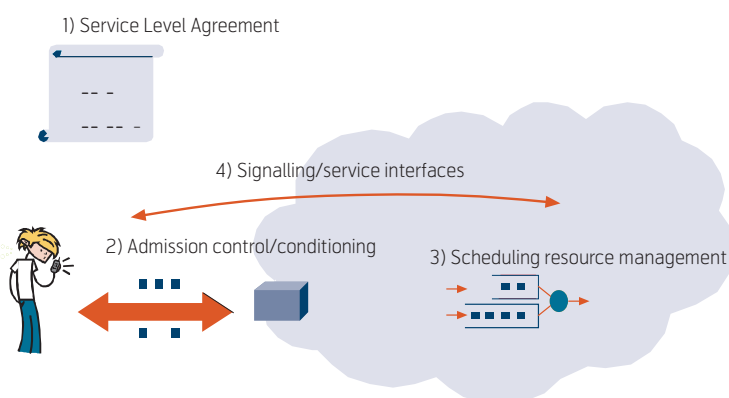 1) Service Level Agreement
4) Signalling/service interfaces
2) Admission control/conditioning
3) Scheduling resource management